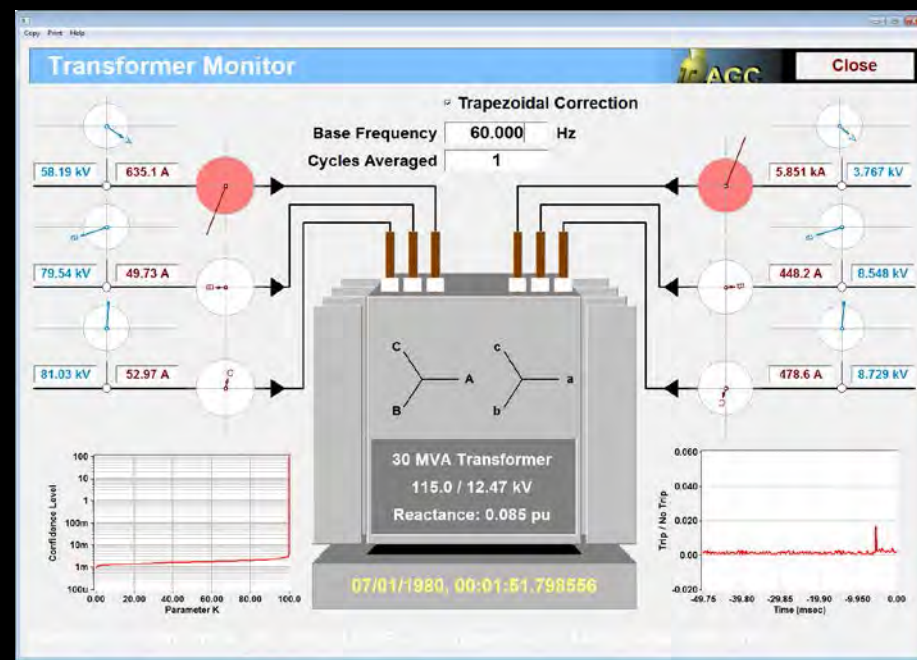 Copy Print Help
Transformer Monitor
AGC
Close
Trapezoidal Correction
Base Frequency 60.000 Hz
Cycles Averaged 1
A
58.19 kV 635.1 A
5.851 kA 3.767 kV
B
79.54 kV 49.73 A
B
448.2 A 8.548 kV
B
81.03 kV 52.97 A
C
478.6 A 8.729 kV
C
C A B
c a b
30 MVA Transformer
115.0 / 12.47 kV
Reactance: 0.085 pu
07/01/1980, 00:01:51.798556
Confidence Level
100
10
1
100m
10m
1m
100u
0.00 20.00 40.00 60.00 80.00 100.0
Parameter K
Trip / No Trip
0.060
0.040
0.020
0.00
-0.020
-49.75 -39.80 -29.85 -19.90 -9.950 0.00
Time (msec)